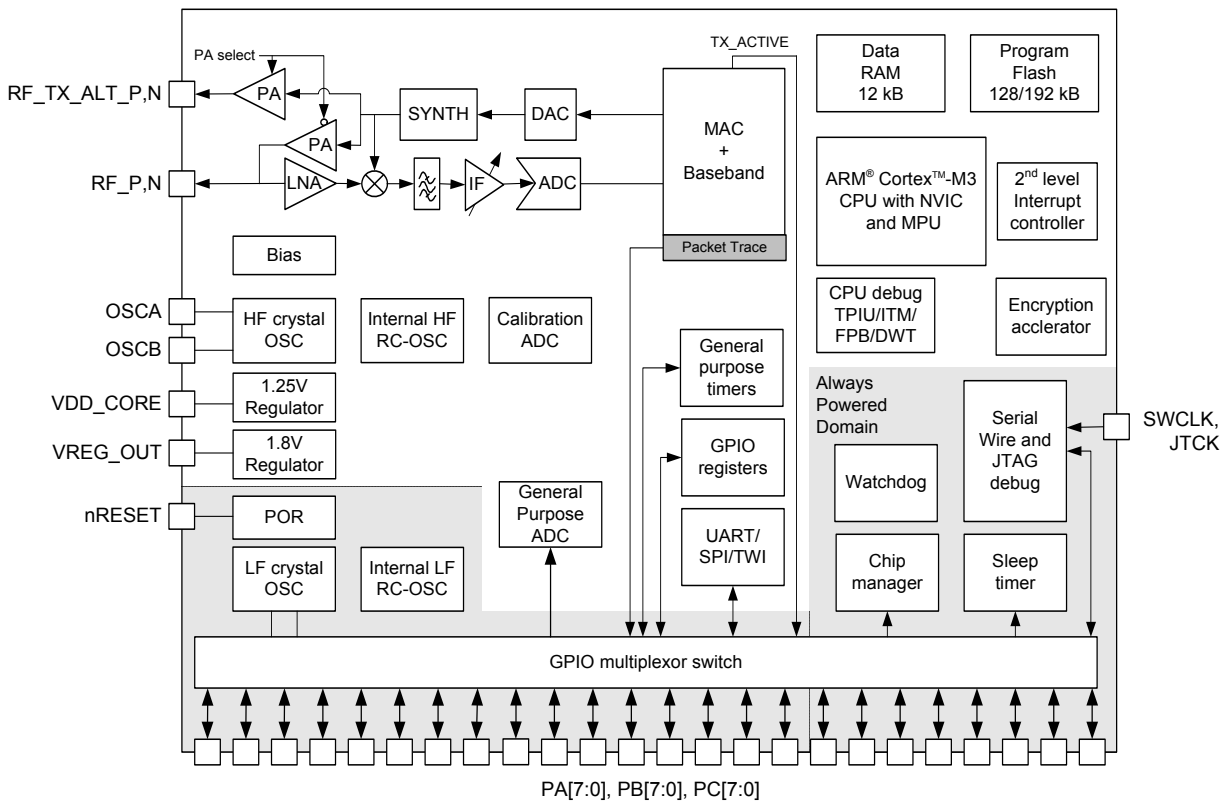 TX_ACTIVE
PA select
RF_TX_ALT_P,N
PA
SYNTH
DAC
MAC
+
Baseband
Packet Trace
Data
RAM
12 kB
Program
Flash
128/192 kB
PA
RF_P,N
LNA
IF
ADC
ARM® Cortex™-M3
CPU with NVIC
and MPU
2nd level
Interrupt
controller
Bias
OSCA
OSCB
HF crystal
OSC
Internal HF
RC-OSC
Calibration
ADC
CPU debug
TPIU/ITM/
FPB/DWT
Encryption
acclerator
General
purpose
timers
VDD_CORE
1.25V
Regulator
VREG_OUT
1.8V
Regulator
GPIO
registers
Always
Powered
Domain
Serial
Wire and
JTAG
debug
SWCLK,
JTCK
Watchdog
nRESET
POR
General
Purpose
ADC
UART/
SPI/TWI
LF crystal
OSC
Internal LF
RC-OSC
Chip
manager
Sleep
timer
GPIO multiplexor switch
PA[7:0], PB[7:0], PC[7:0]